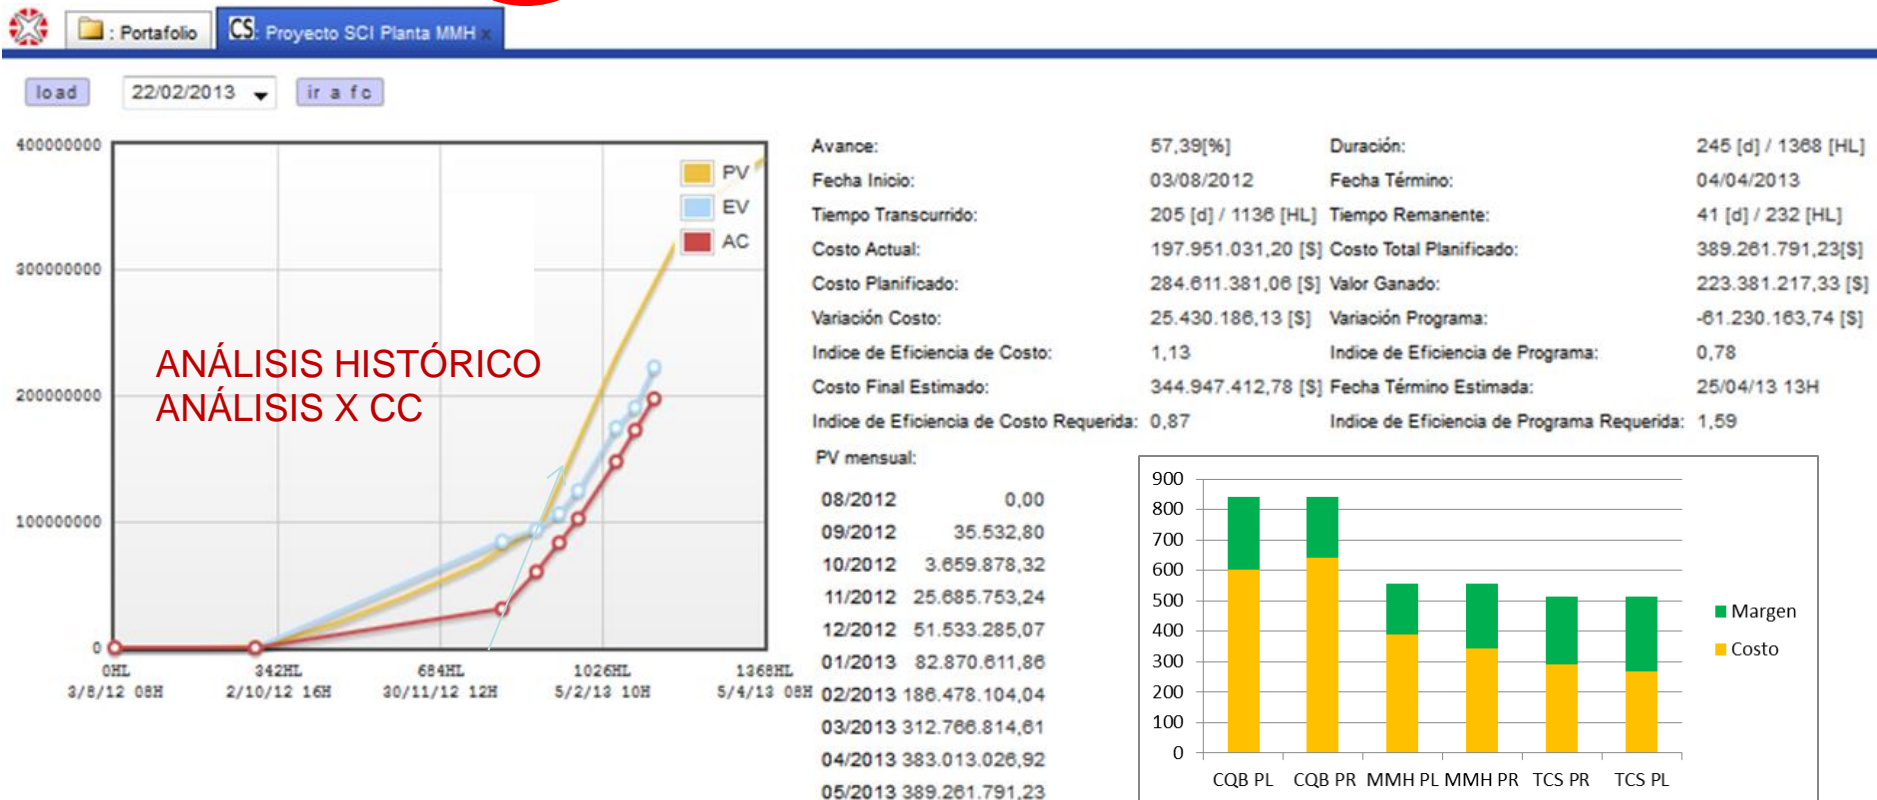 : Portafolio
CS: Proyecto SCI Planta MMH x
load 22/02/2013 ir a fc
400000000
300000000
200000000
100000000
0
PV
EV
AC
ANÁLISIS HISTÓRICO
ANÁLISIS X CC
0HL 342HL 684HL 1026HL 1368HL
3/8/12 08H 2/10/12 16H 30/11/12 12H 5/2/13 10H 5/4/13 08H
Avance: 57,39[%] Duración: 245 [d] / 1368 [HL]
Fecha Inicio: 03/08/2012 Fecha Término: 04/04/2013
Tiempo Transcurrido: 205 [d] / 1136 [HL] Tiempo Remanente: 41 [d] / 232 [HL]
Costo Actual: 197.951.031,20 [$] Costo Total Planificado: 389.261.791,23[$]
Costo Planificado: 284.611.381,06 [$] Valor Ganado: 223.381.217,33 [$]
Variación Costo: 25.430.186,13 [$] Variación Programa: -61.230.163,74 [$]
Indice de Eficiencia de Costo: 1,13 Indice de Eficiencia de Programa: 0,78
Costo Final Estimado: 344.947.412,78 [$] Fecha Término Estimada: 25/04/13 13H
Indice de Eficiencia de Costo Requerida: 0,87 Indice de Eficiencia de Programa Requerida: 1,59
PV mensual:
08/2012 0,00
09/2012 35.532,80
10/2012 3.659.878,32
11/2012 25.685.753,24
12/2012 51.533.285,07
01/2013 82.870.611,86
02/2013 186.478.104,04
03/2013 312.766.814,61
04/2013 383.013.026,92
05/2013 389.261.791,23
900
800
700
600
500
400
300
200
100
0
CQB PL CQB PR MMH PL MMH PR TCS PR TCS PL
Margen
Costo